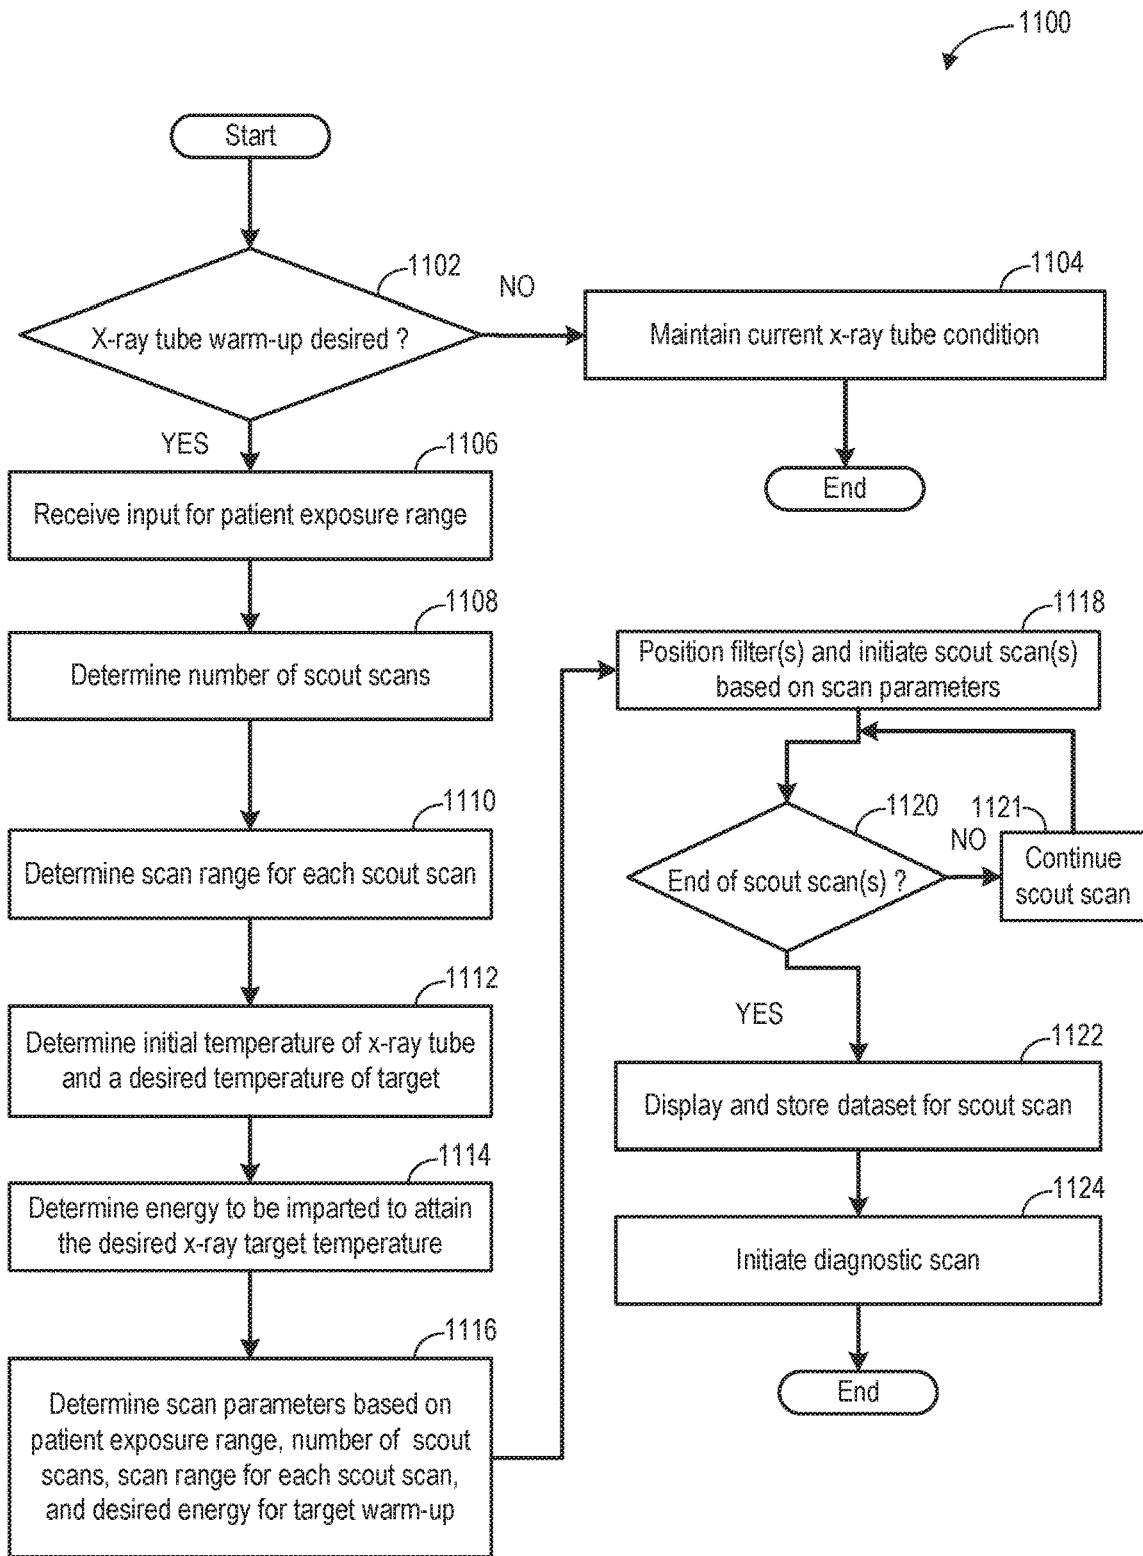 1100
Start
1102
X-ray tube warm-up desired ?
NO
1104
Maintain current x-ray tube condition
End
YES
1106
Receive input for patient exposure range
1108
Determine number of scout scans
1110
Determine scan range for each scout scan
1112
Determine initial temperature of x-ray tube
and a desired temperature of target
1114
Determine energy to be imparted to attain
the desired x-ray target temperature
1116
Determine scan parameters based on
patient exposure range, number of scout
scans, scan range for each scout scan,
and desired energy for target warm-up
1118
Position filter(s) and initiate scout scan(s)
based on scan parameters
1120
End of scout scan(s) ?
NO
1121
Continue
scout scan
YES
1122
Display and store dataset for scout scan
1124
Initiate diagnostic scan
End